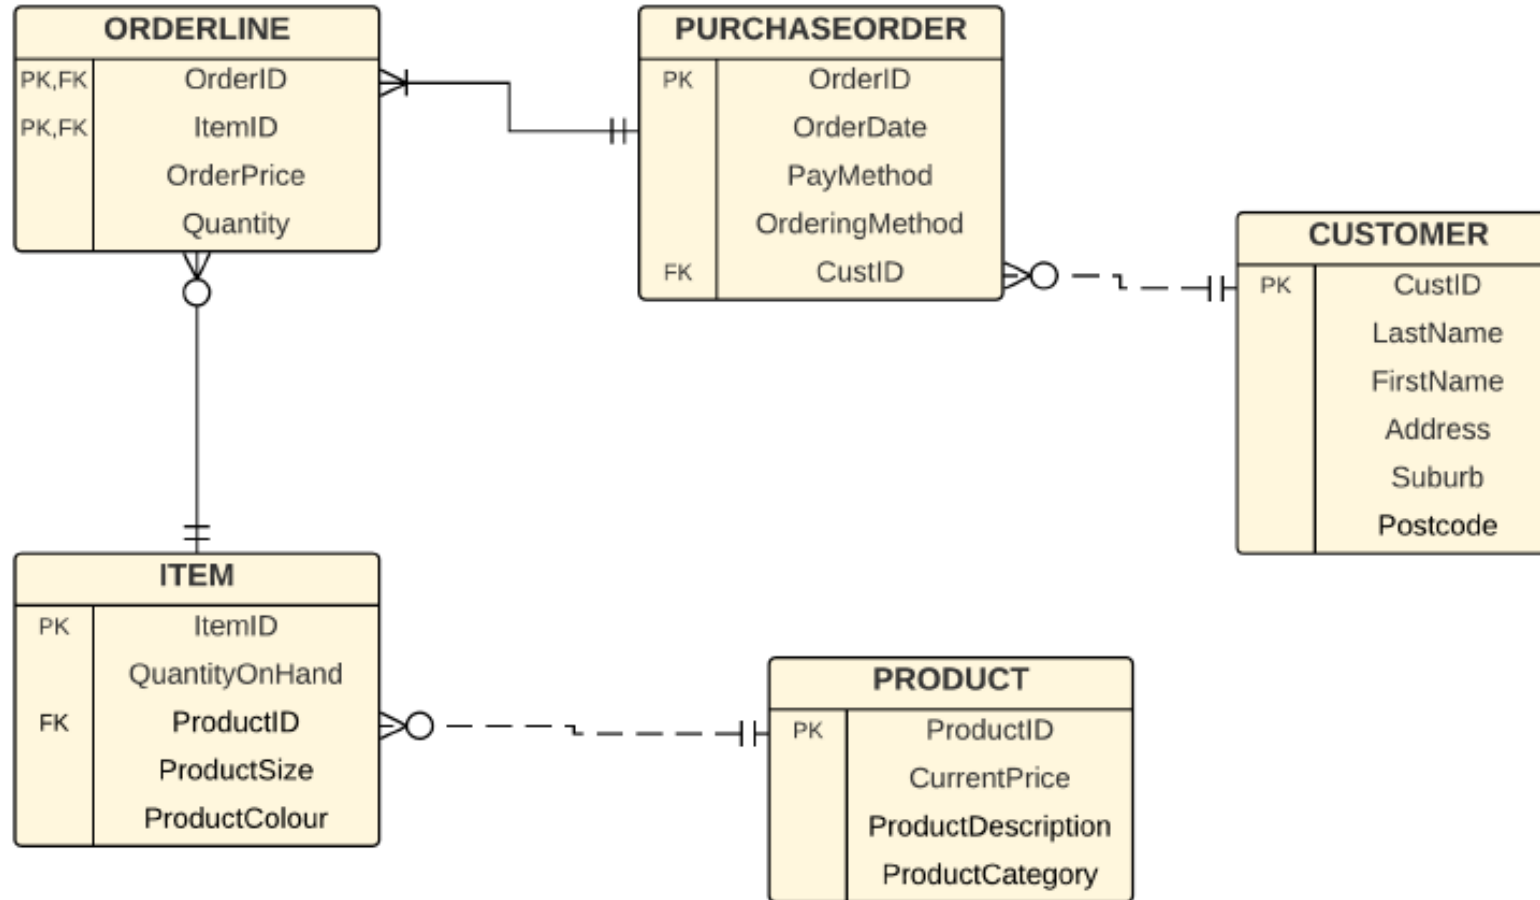 ORDERLINE
PK,FK OrderID
PK,FK ItemID
OrderPrice
Quantity
PURCHASEORDER
PK OrderID
OrderDate
PayMethod
OrderingMethod
FK CustID
CUSTOMER
PK CustID
LastName
FirstName
Address
Suburb
Postcode
ITEM
PK ItemID
QuantityOnHand
FK ProductID
ProductSize
ProductColour
PRODUCT
PK ProductID
CurrentPrice
ProductDescription
ProductCategory